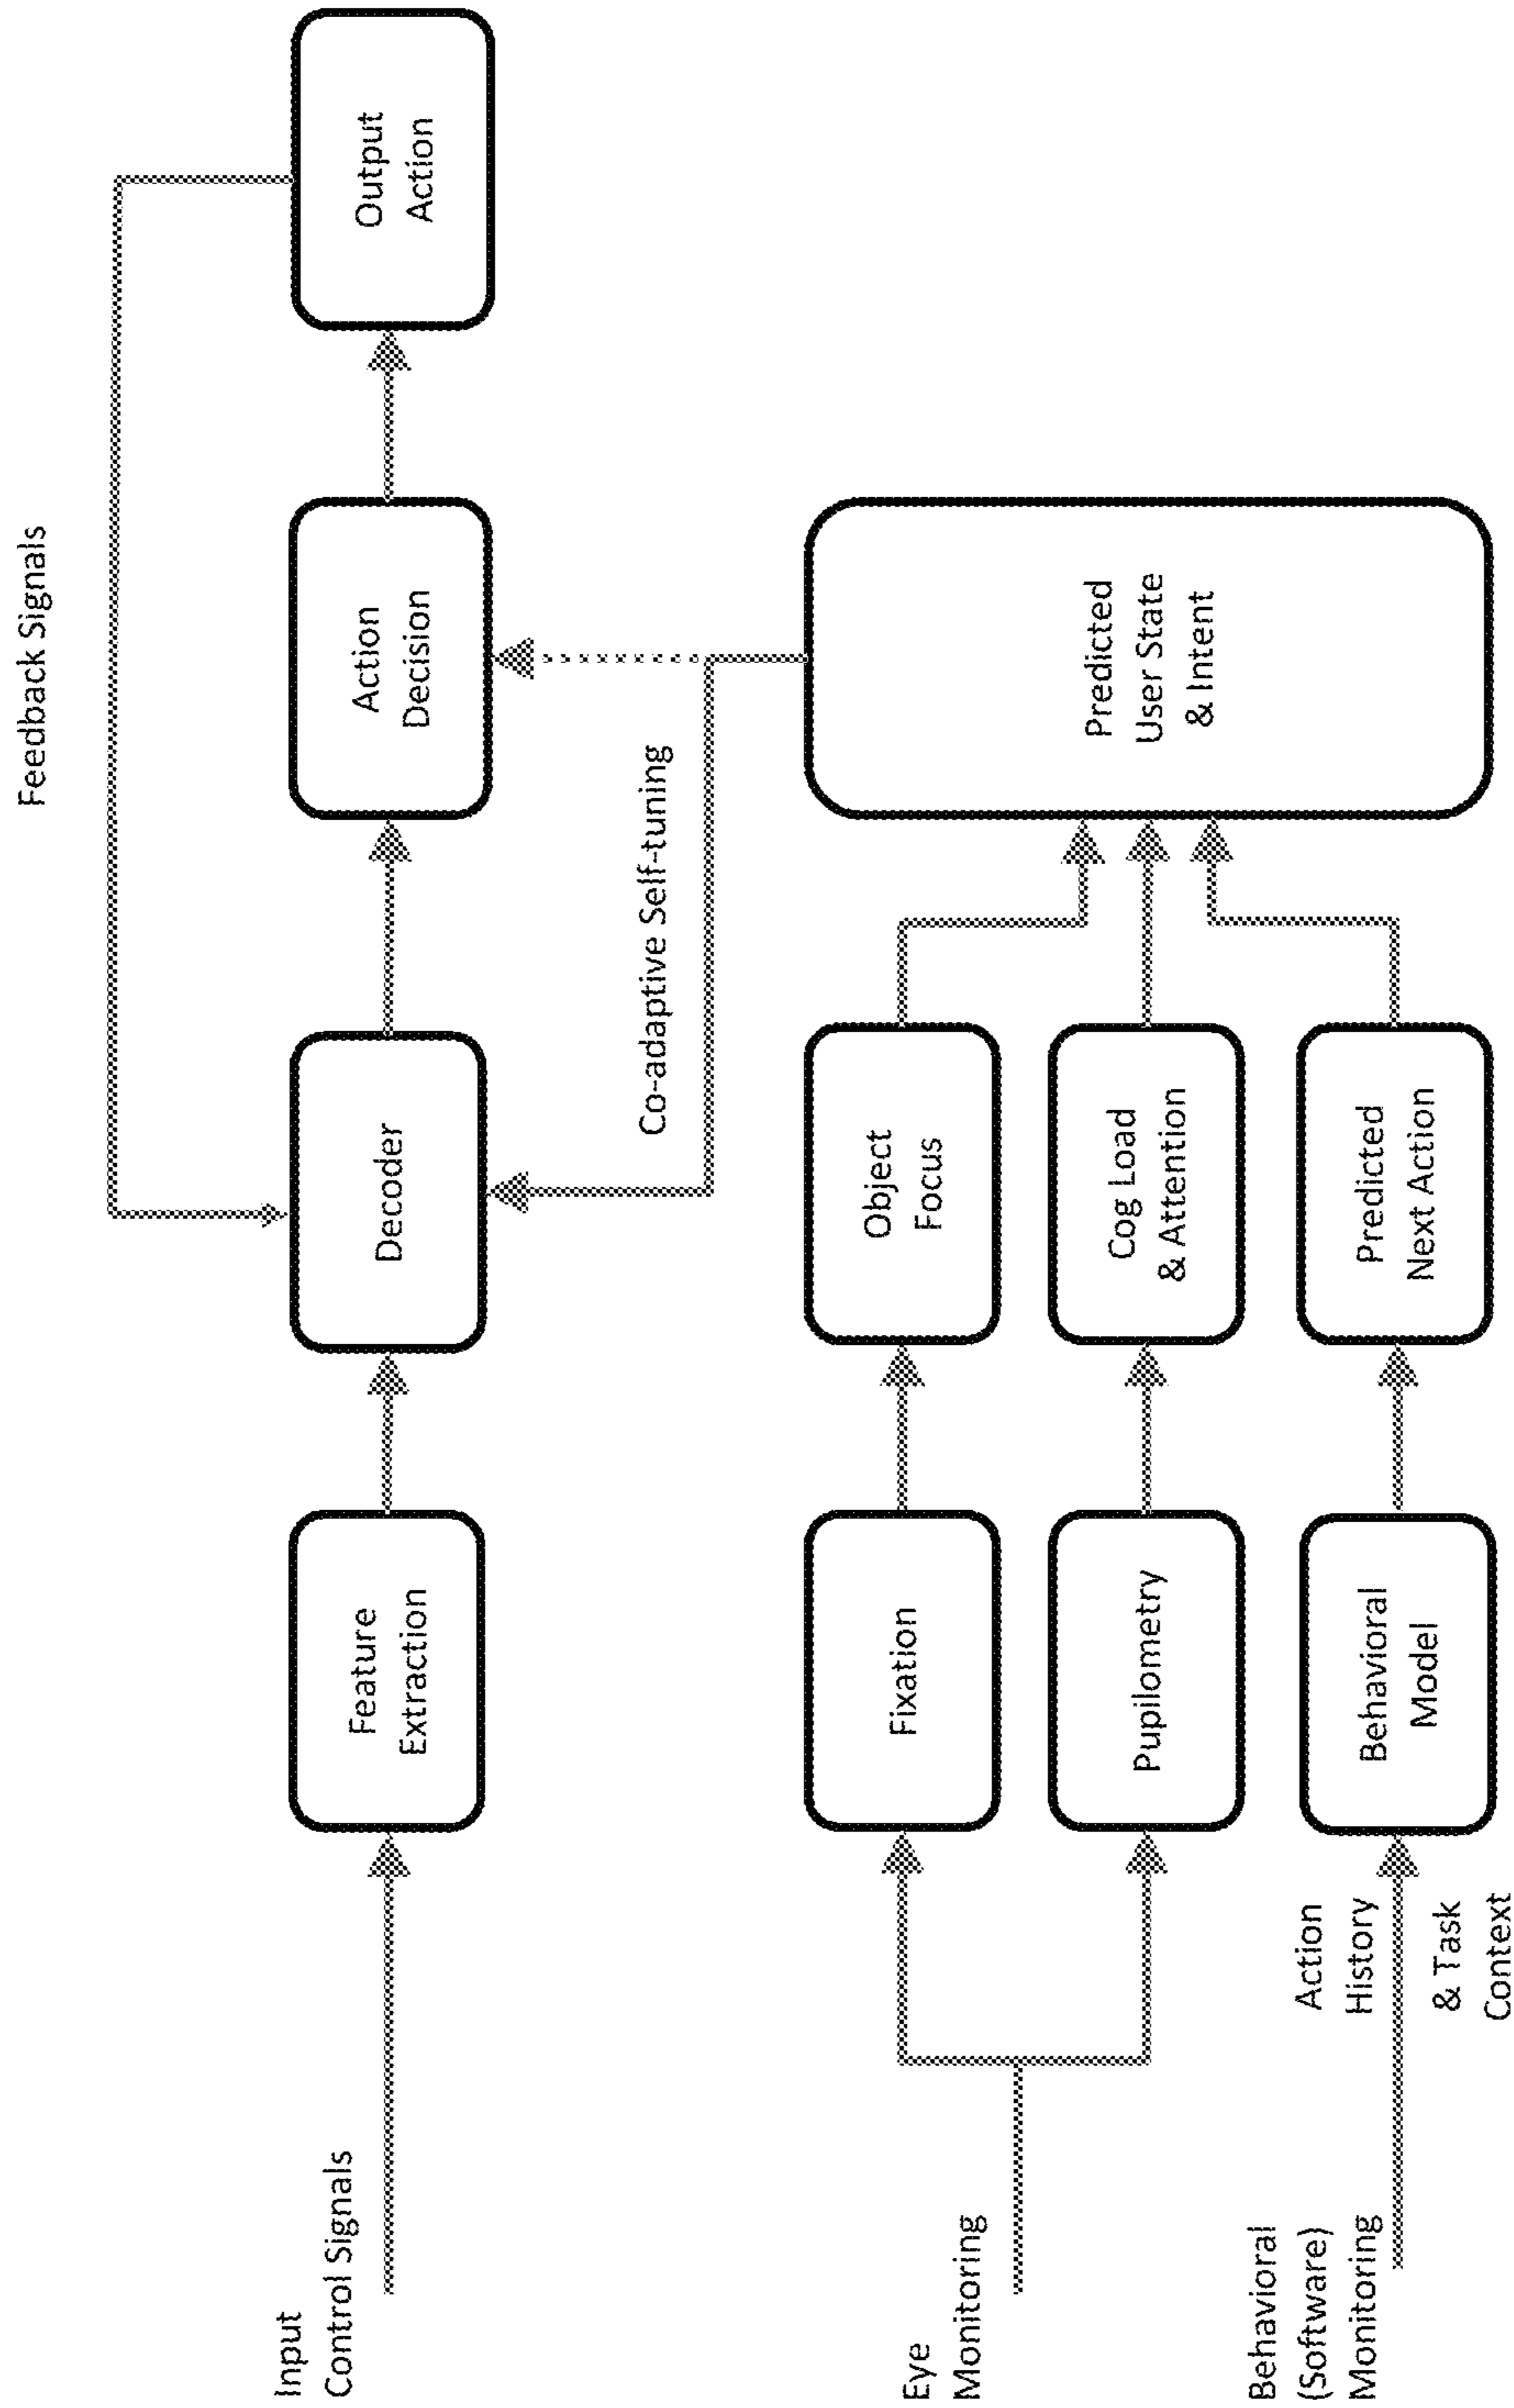 Feedback Signals
Input
Control Signals
Feature
Extraction
Decoder
Action
Decision
Output
Action
Co-adaptive Self-tuning
Eye
Monitoring
Fixation
Object
Focus
Pupilometry
Cog Load
& Attention
Predicted
User State
& Intent
Behavioral
(Software)
Monitoring
Action
History
& Task
Context
Behavioral
Model
Predicted
Next Action